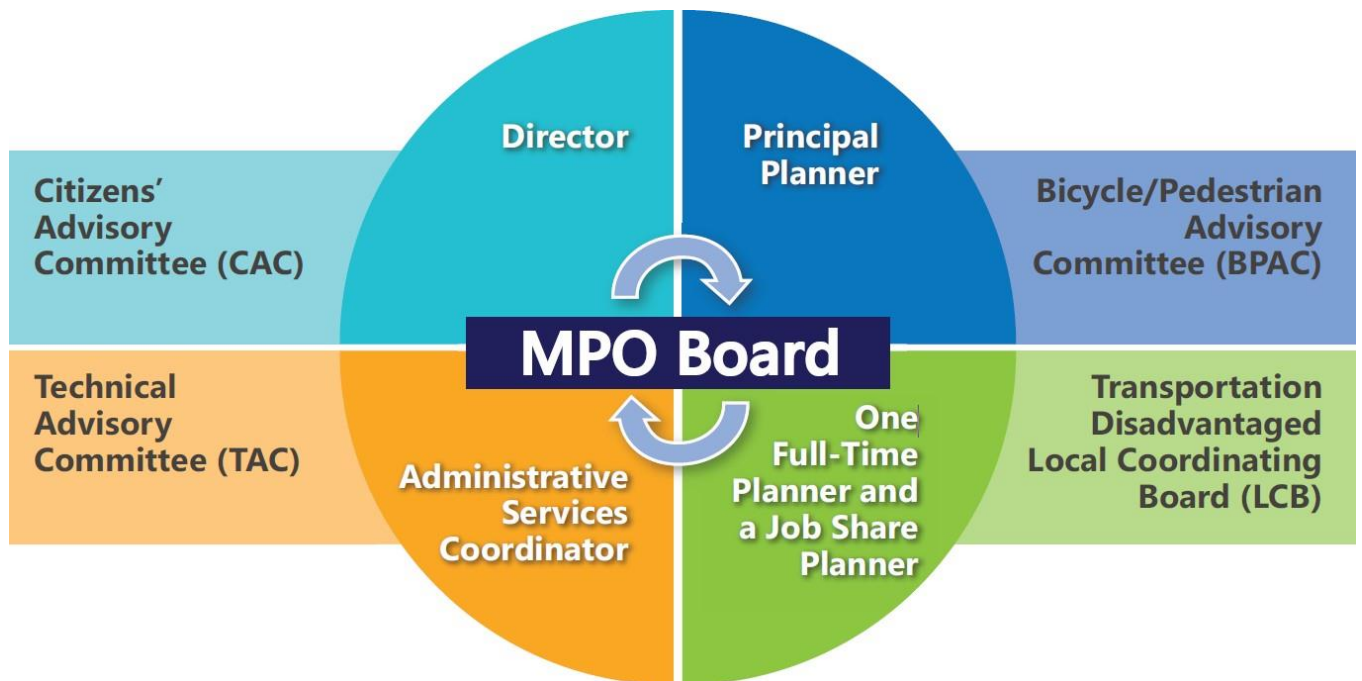 Director
Principal
Planner
Citizens’
Advisory
Committee (CAC)
Bicycle/Pedestrian
Advisory
Committee (BPAC)
MPO Board
Technical
Advisory
Committee (TAC)
Administrative
Services
Coordinator
One
Full-Time
Planner and
a Job Share
Planner
Transportation
Disadvantaged
Local Coordinating
Board (LCB)